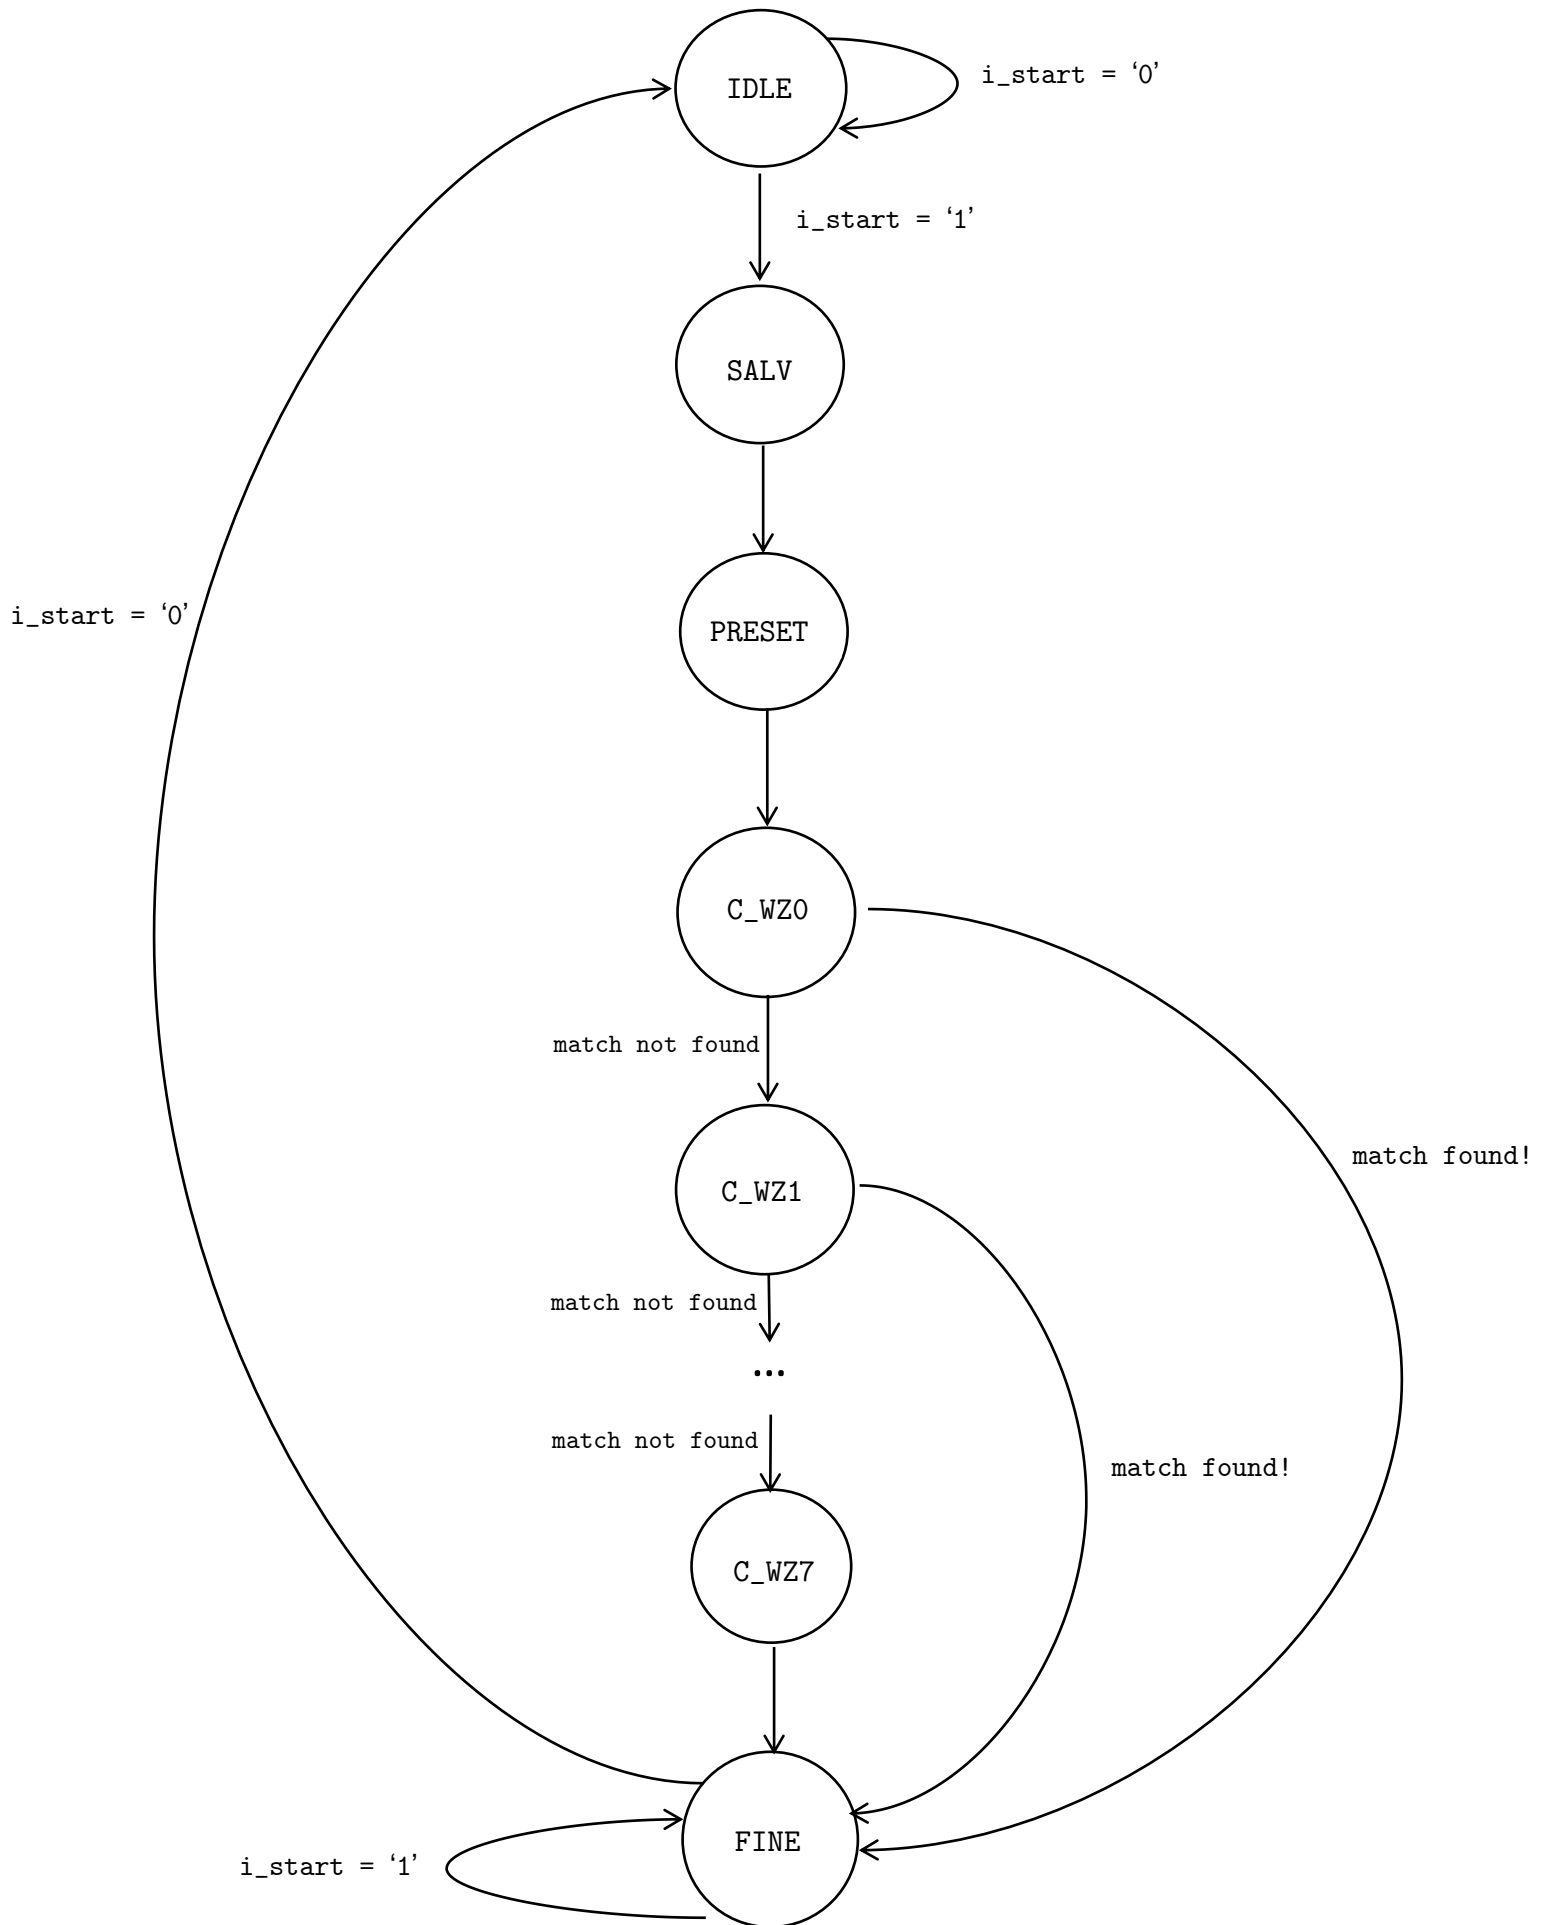 IDLE
i_start = ‘0’
i_start = ‘1’
SALV
i_start = ‘0’
PRESET
C_WZ0
match not found
match found!
C_WZ1
match not found
...
match not found
match found!
C_WZ7
FINE
i_start = ‘1’